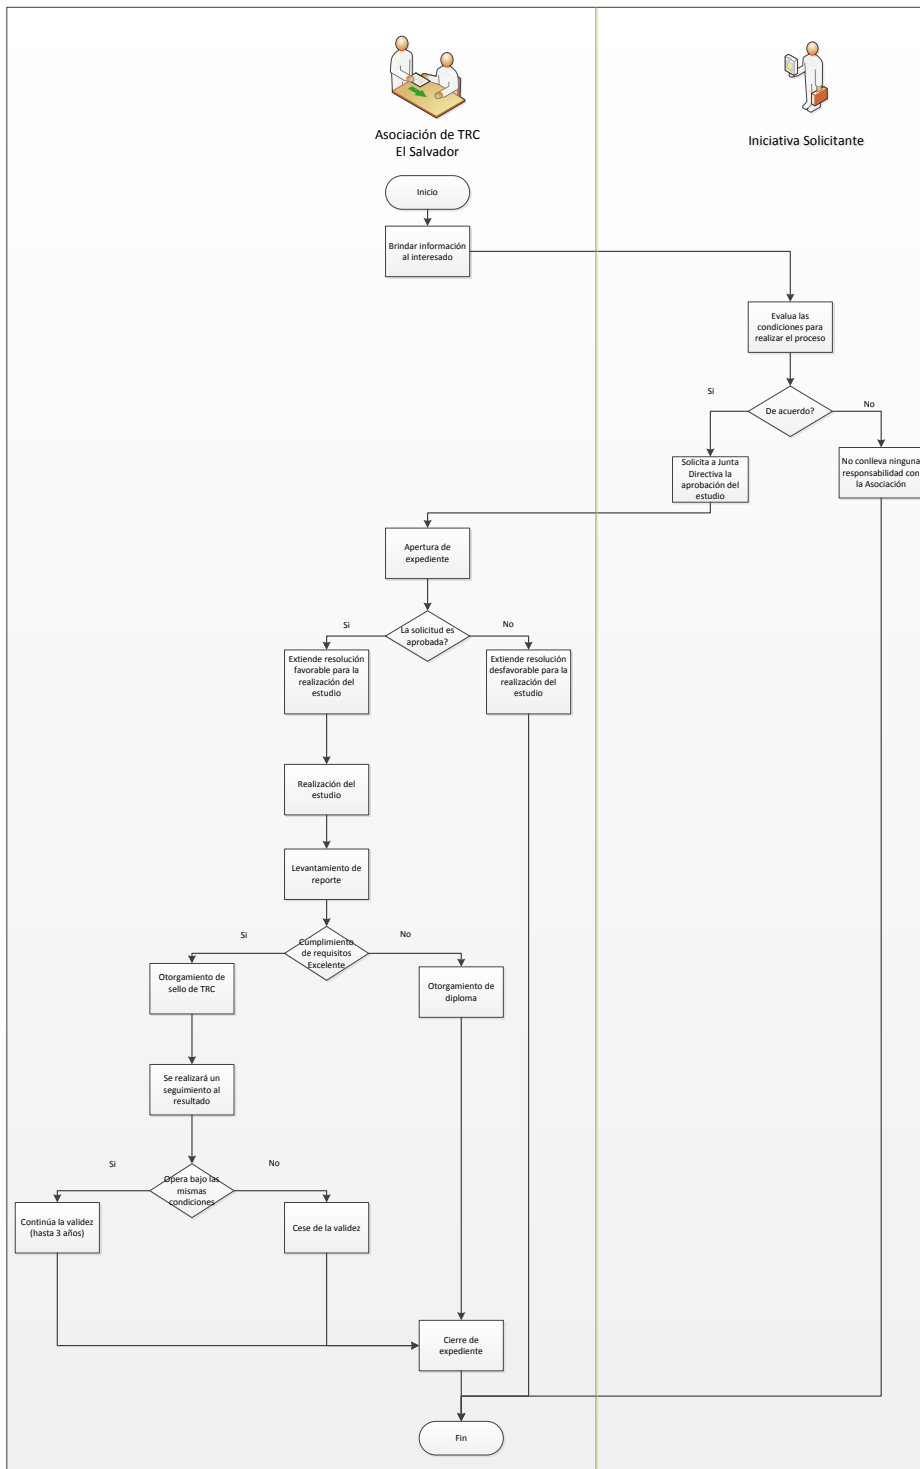 Asociación de TRC
El Salvador
Iniciativa Solicitante
Inicio
Brindar información
al interesado
Evalua las
condiciones para
realizar el proceso
Si
De acuerdo?
No
Solicita a Junta
Directiva la
aprobación del
estudio
No conlleva ninguna
responsabilidad con
la Asociación
Apertura de
expediente
Si
La solicitud es
aprobada?
No
Extiende resolución
favorable para la
realización del
estudio
Extiende resolución
desfavorable para la
realización del
estudio
Realización del
estudio
Levantamiento de
reporte
Si
Cumplimiento
de requisitos
Excelente
No
Otorgamiento de
sello de TRC
Otorgamiento de
diploma
Se realizará un
seguimiento al
resultado
Si
Opera bajo las
mismas
condiciones
No
Continúa la validez
(hasta 3 años)
Cese de la validez
Cierre de
expediente
Fin